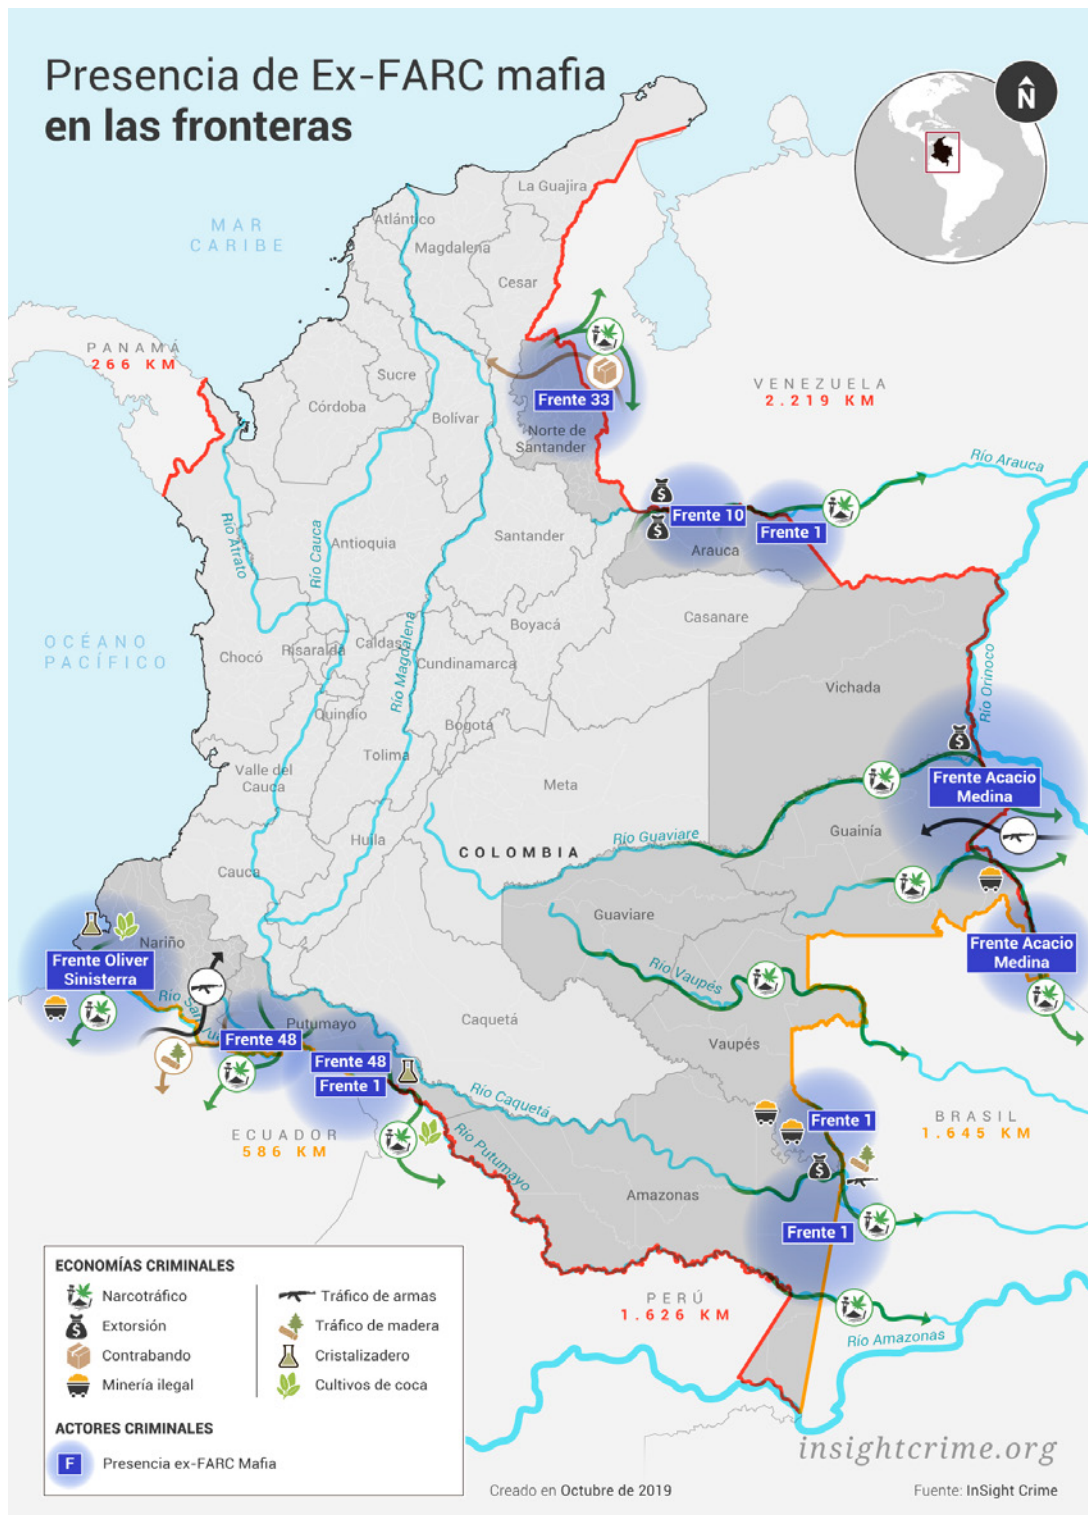 Presencia de Ex-FARC mafia
en las fronteras
N
MAR
CARIBE
La Guajira
Atlántico
Magdalena
Cesar
PANAMÁ
266 KM
Sucre
Córdoba
Bolívar
VENEZUELA
2.219 KM
Frente 33
Norte de
Santander
Río Arauca
Frente 10
Frente 1
Arauca
Río Atrato
Río Cauca
Antioquia
Santander
Casanare
Boyacá
OCÉANO
PACÍFICO
Chocó
Risaralda
Caldas
Río Magdalena
Cundinamarca
Vichada
Río Orinoco
Quindío
Bogotá
Tolima
Valle del
Cauca
Meta
Frente Acacio
Medina
Huila
COLOMBIA
Río Guaviare
Guainía
Cauca
Guaviare
Nariño
Frente Oliver
Sinisterra
Frente Acacio
Medina
Río Vaupés
Río
Putumayo
Caquetá
Frente 48
Vaupés
Frente 48
Frente 1
Río Caquetá
ECUADOR
586 KM
Río Putumayo
Frente 1
BRASIL
1.645 KM
Amazonas
Frente 1
PERÚ
1.626 KM
Río Amazonas
ECONOMÍAS CRIMINALES
Narcotráfico
Tráfico de armas
Extorsión
Tráfico de madera
Contrabando
Cristalizadero
Minería ilegal
Cultivos de coca
ACTORES CRIMINALES
F
Presencia ex-FARC Mafia
insightcrime.org
Creado en Octubre de 2019
Fuente: InSight Crime